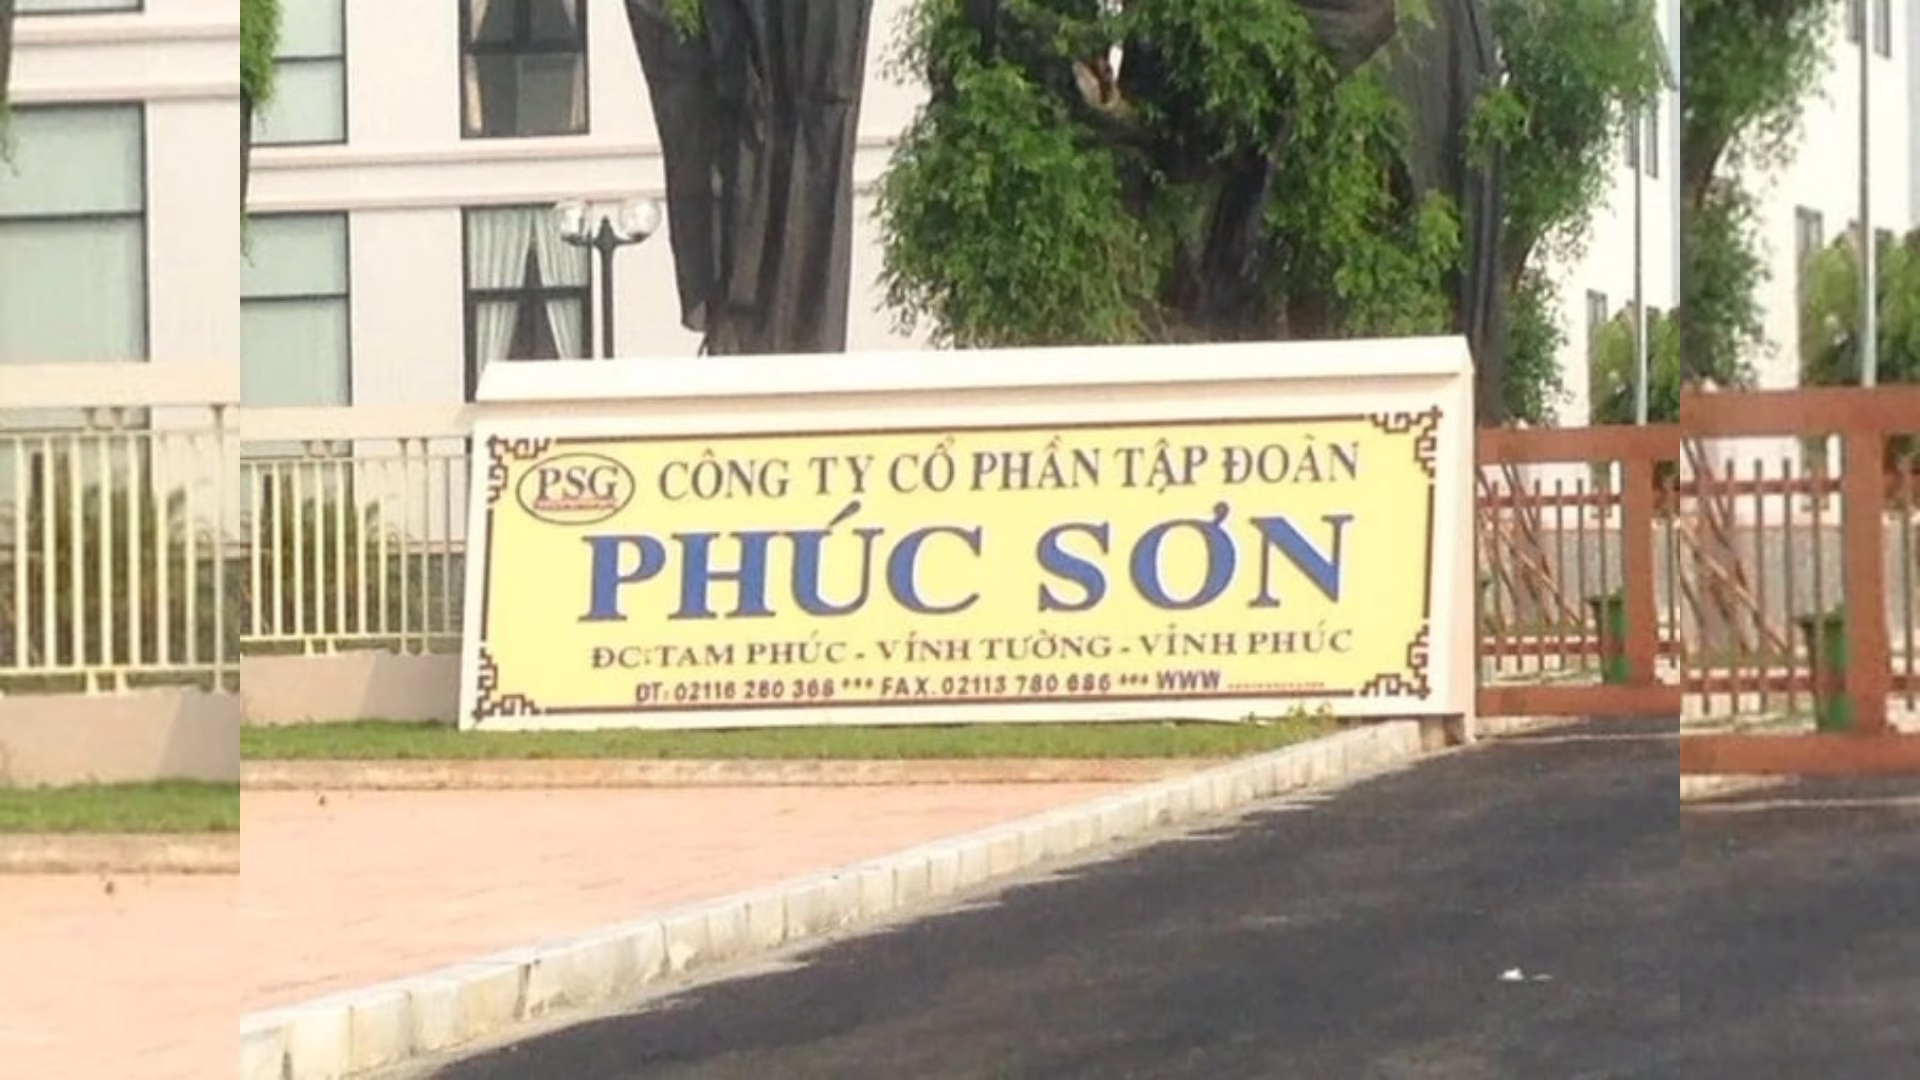 PSG CÔNG TY CỔ PHẦN TẬP ĐOÀN
PHÚC SƠN
ĐC: TAM PHÚC - VĨNH TƯỜNG - VĨNH PHÚC
ĐT: 02116 280 368 *** FAX. 02113 780 686 *** WWW ............